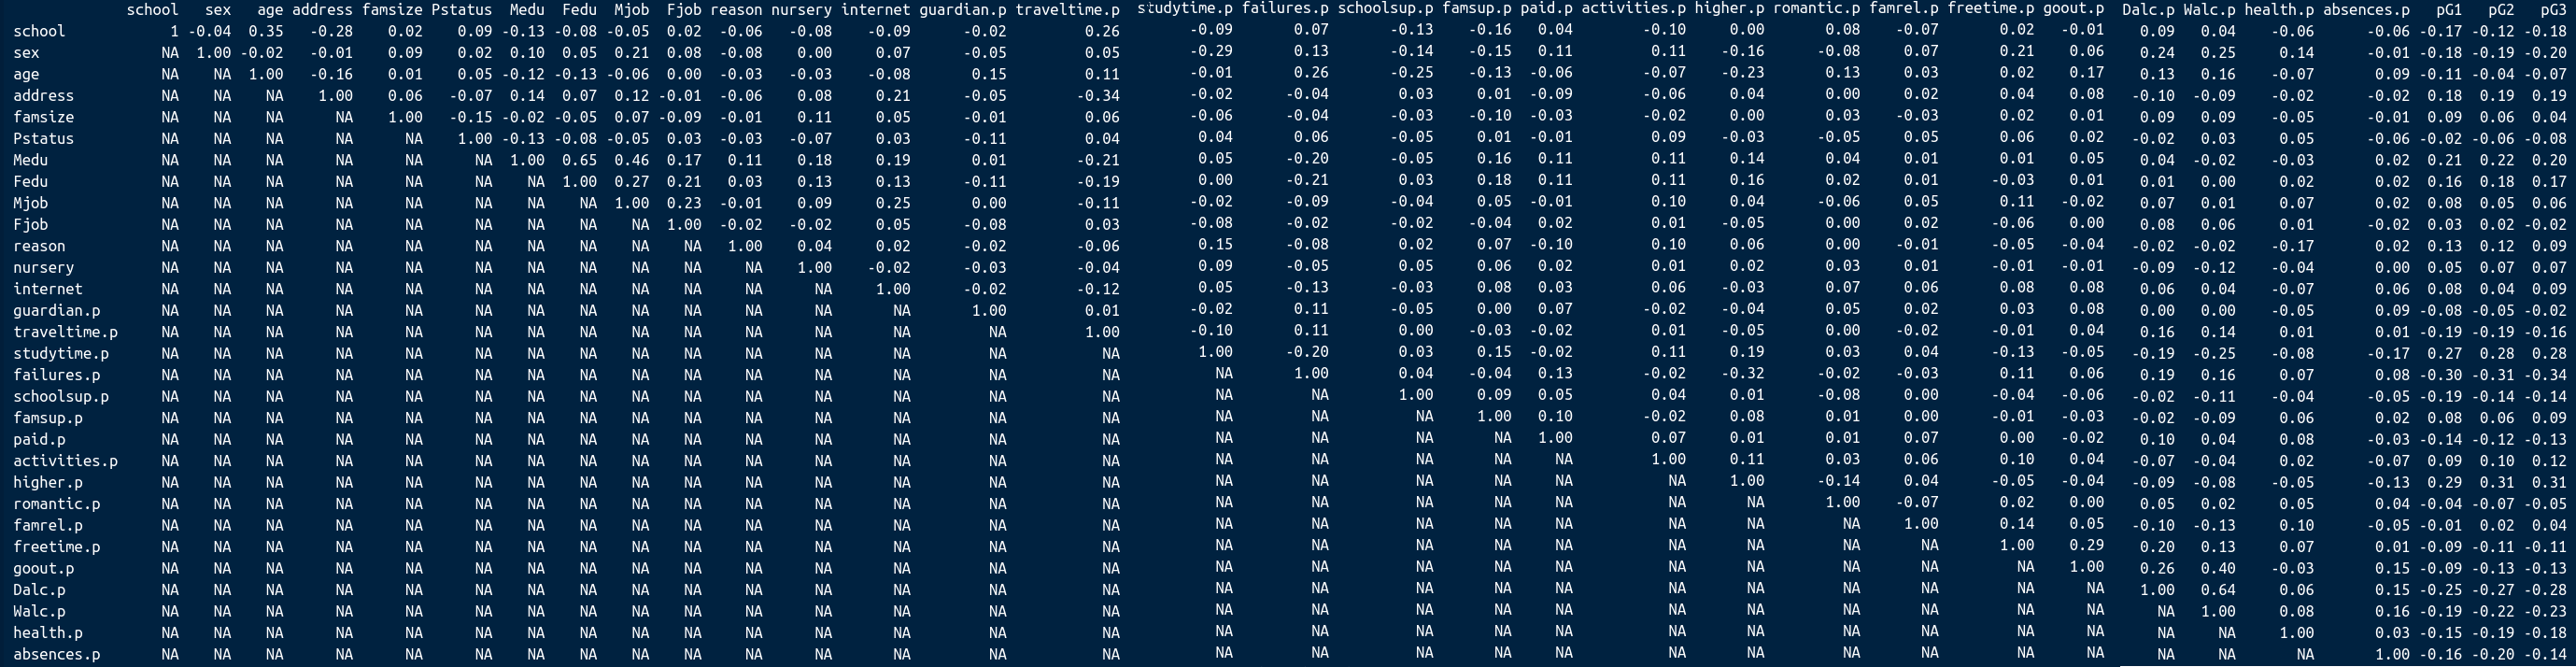 school sex age address famsize Pstatus Medu Fedu Mjob Fjob reason nursery internet guardian.p traveltime.p studytime.p failures.p schoolsup.p famsup.p paid.p activities.p higher.p romantic.p famrel.p freetime.p goout.p Dalc.p Walc.p health.p absences.p pG1 pG2 pG3
school 1 -0.04 0.35 -0.28 0.02 0.09 -0.13 -0.08 -0.05 0.02 -0.06 -0.08 -0.09 -0.02 0.26 -0.09 0.07 -0.13 -0.16 0.04 -0.10 0.00 0.08 -0.07 0.02 -0.01 0.09 0.04 -0.06 -0.06 -0.17 -0.12 -0.18
sex NA 1.00 -0.02 -0.01 0.09 0.02 0.10 0.05 0.21 0.08 -0.08 0.00 0.07 -0.05 0.05 -0.29 0.13 -0.14 -0.15 0.11 0.11 -0.16 -0.08 0.07 0.21 0.06 0.24 0.25 0.14 -0.01 -0.18 -0.19 -0.20
age NA NA 1.00 -0.16 0.01 0.05 -0.12 -0.13 -0.06 0.00 -0.03 -0.03 -0.08 0.15 0.11 -0.01 0.26 -0.25 -0.13 -0.06 -0.07 -0.23 0.13 0.03 0.02 0.17 0.13 0.16 -0.07 0.09 -0.11 -0.04 -0.07
address NA NA NA 1.00 0.06 -0.07 0.14 0.07 0.12 -0.01 -0.06 0.08 0.21 -0.05 -0.34 -0.02 -0.04 0.03 0.01 -0.09 -0.06 0.04 0.00 0.02 0.04 0.08 -0.10 -0.09 -0.02 -0.02 0.18 0.19 0.19
famsize NA NA NA NA 1.00 -0.15 -0.02 -0.05 0.07 -0.09 -0.01 0.11 0.05 -0.01 0.06 -0.06 -0.04 -0.03 -0.10 -0.03 -0.02 0.00 0.03 -0.03 0.02 0.01 0.09 0.09 -0.05 -0.01 0.09 0.06 0.04
Pstatus NA NA NA NA NA 1.00 -0.13 -0.08 -0.05 0.03 -0.03 -0.07 0.03 -0.11 0.04 0.04 0.06 -0.05 0.01 -0.01 0.09 -0.03 -0.05 0.05 0.06 0.02 -0.02 0.03 0.05 -0.06 -0.02 -0.06 -0.08
Medu NA NA NA NA NA NA 1.00 0.65 0.46 0.17 0.11 0.18 0.19 0.01 -0.21 0.05 -0.20 -0.05 0.16 0.11 0.11 0.14 0.04 0.01 0.01 0.05 0.04 -0.02 -0.03 0.02 0.21 0.22 0.20
Fedu NA NA NA NA NA NA NA 1.00 0.27 0.21 0.03 0.13 0.13 -0.11 -0.19 0.00 -0.21 0.03 0.18 0.11 0.11 0.16 0.02 0.01 -0.03 0.01 0.01 0.00 0.02 0.02 0.16 0.18 0.17
Mjob NA NA NA NA NA NA NA NA 1.00 0.23 -0.01 0.09 0.25 0.00 -0.11 -0.02 -0.09 -0.04 0.05 -0.01 0.10 0.04 -0.06 0.05 0.11 -0.02 0.07 0.01 0.07 0.02 0.08 0.05 0.06
Fjob NA NA NA NA NA NA NA NA NA 1.00 -0.02 -0.02 0.05 -0.08 0.03 -0.08 -0.02 -0.02 -0.04 0.02 0.01 -0.05 0.00 0.02 -0.06 0.00 0.08 0.06 0.01 -0.02 0.03 0.02 -0.02
reason NA NA NA NA NA NA NA NA NA NA 1.00 0.04 0.02 -0.02 -0.06 0.15 -0.08 0.02 0.07 -0.10 0.10 0.06 0.00 -0.01 -0.05 -0.04 -0.02 -0.02 -0.17 0.02 0.13 0.12 0.09
nursery NA NA NA NA NA NA NA NA NA NA NA 1.00 -0.02 -0.03 -0.04 0.09 -0.05 0.05 0.06 0.02 0.01 0.02 0.03 0.01 -0.01 -0.01 -0.09 -0.12 -0.04 0.00 0.05 0.07 0.07
internet NA NA NA NA NA NA NA NA NA NA NA NA 1.00 -0.02 -0.12 0.05 -0.13 -0.03 0.08 0.03 0.06 -0.03 0.07 0.06 0.08 0.08 0.06 0.04 -0.07 0.06 0.08 0.04 0.09
guardian.p NA NA NA NA NA NA NA NA NA NA NA NA NA 1.00 0.01 -0.02 0.11 -0.05 0.00 0.07 -0.02 -0.04 0.05 0.02 0.03 0.08 0.00 0.00 -0.05 0.09 -0.08 -0.05 -0.02
traveltime.p NA NA NA NA NA NA NA NA NA NA NA NA NA NA 1.00 -0.10 0.11 0.00 -0.03 -0.02 0.01 -0.05 0.00 -0.02 -0.01 0.04 0.16 0.14 0.01 0.01 -0.19 -0.19 -0.16
studytime.p NA NA NA NA NA NA NA NA NA NA NA NA NA NA NA 1.00 -0.20 0.03 0.15 -0.02 0.11 0.19 0.03 0.04 -0.13 -0.05 -0.19 -0.25 -0.08 -0.17 0.27 0.28 0.28
failures.p NA NA NA NA NA NA NA NA NA NA NA NA NA NA NA NA 1.00 0.04 -0.04 0.13 -0.02 -0.32 -0.02 -0.03 0.11 0.06 0.19 0.16 0.07 0.08 -0.30 -0.31 -0.34
schoolsup.p NA NA NA NA NA NA NA NA NA NA NA NA NA NA NA NA NA 1.00 0.09 0.05 0.04 0.01 -0.08 0.00 -0.04 -0.06 -0.02 -0.11 -0.04 -0.05 -0.19 -0.14 -0.14
famsup.p NA NA NA NA NA NA NA NA NA NA NA NA NA NA NA NA NA NA 1.00 0.10 -0.02 0.08 0.01 0.00 -0.01 -0.03 -0.02 -0.09 0.06 0.02 0.08 0.06 0.09
paid.p NA NA NA NA NA NA NA NA NA NA NA NA NA NA NA NA NA NA NA 1.00 0.07 0.01 0.01 0.07 0.00 -0.02 0.10 0.04 0.08 -0.03 -0.14 -0.12 -0.13
activities.p NA NA NA NA NA NA NA NA NA NA NA NA NA NA NA NA NA NA NA NA 1.00 0.11 0.03 0.06 0.10 0.04 -0.07 -0.04 0.02 -0.07 0.09 0.10 0.12
higher.p NA NA NA NA NA NA NA NA NA NA NA NA NA NA NA NA NA NA NA NA NA 1.00 -0.14 0.04 -0.05 -0.04 -0.09 -0.08 -0.05 -0.13 0.29 0.31 0.31
romantic.p NA NA NA NA NA NA NA NA NA NA NA NA NA NA NA NA NA NA NA NA NA NA 1.00 -0.07 0.02 0.00 0.05 0.02 0.05 0.04 -0.04 -0.07 -0.05
famrel.p NA NA NA NA NA NA NA NA NA NA NA NA NA NA NA NA NA NA NA NA NA NA NA 1.00 0.14 0.05 -0.10 -0.13 0.10 -0.05 -0.01 0.02 0.04
freetime.p NA NA NA NA NA NA NA NA NA NA NA NA NA NA NA NA NA NA NA NA NA NA NA NA 1.00 0.29 0.20 0.13 0.07 0.01 -0.09 -0.11 -0.11
goout.p NA NA NA NA NA NA NA NA NA NA NA NA NA NA NA NA NA NA NA NA NA NA NA NA NA 1.00 0.26 0.40 -0.03 0.15 -0.09 -0.13 -0.13
Dalc.p NA NA NA NA NA NA NA NA NA NA NA NA NA NA NA NA NA NA NA NA NA NA NA NA NA NA 1.00 0.64 0.06 0.15 -0.25 -0.27 -0.28
Walc.p NA NA NA NA NA NA NA NA NA NA NA NA NA NA NA NA NA NA NA NA NA NA NA NA NA NA NA 1.00 0.08 0.16 -0.19 -0.22 -0.23
health.p NA NA NA NA NA NA NA NA NA NA NA NA NA NA NA NA NA NA NA NA NA NA NA NA NA NA NA NA 1.00 0.03 -0.15 -0.19 -0.18
absences.p NA NA NA NA NA NA NA NA NA NA NA NA NA NA NA NA NA NA NA NA NA NA NA NA NA NA NA NA NA 1.00 -0.16 -0.20 -0.14